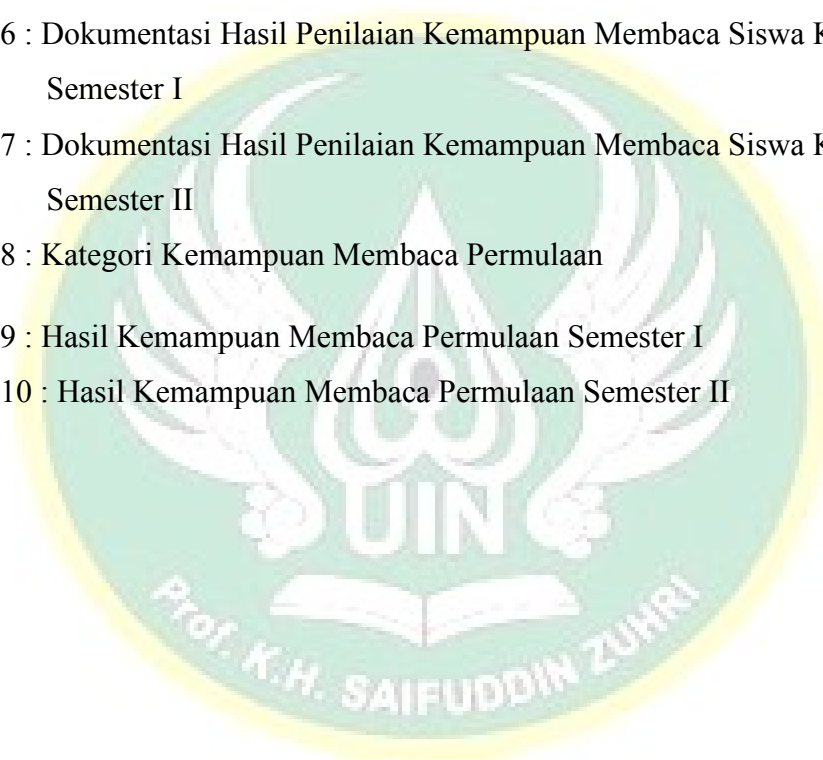 6 : Dokumentasi Hasil Penilaian Kemampuan Membaca Siswa
Semester I
7 : Dokumentasi Hasil Penilaian Kemampuan Membaca Siswa
Semester II
8 : Kategori Kemampuan Membaca Permulaan
9 : Hasil Kemampuan Membaca Permulaan Semester I
10 : Hasil Kemampuan Membaca Permulaan Semester II
UIN
Prof. K.H. SAIFUDDIN ZUHRI